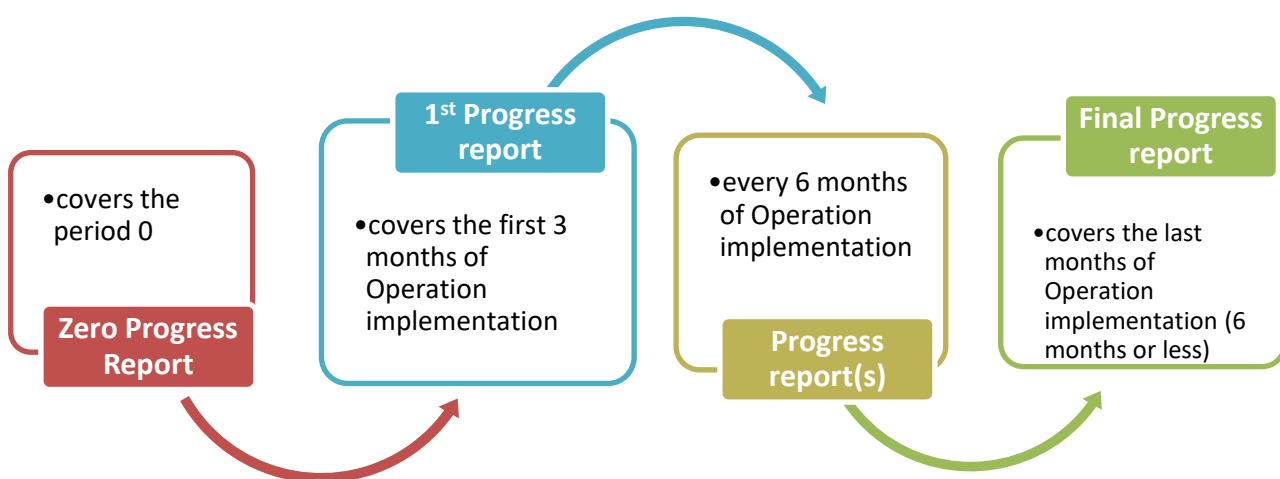 •covers the
period 0
Zero Progress
Report
1st Progress
report
•covers the first 3
months of
Operation
implementation
•every 6 months
of Operation
implementation
Progress
report(s)
Final Progress
report
•covers the last
months of
Operation
implementation (6
months or less)